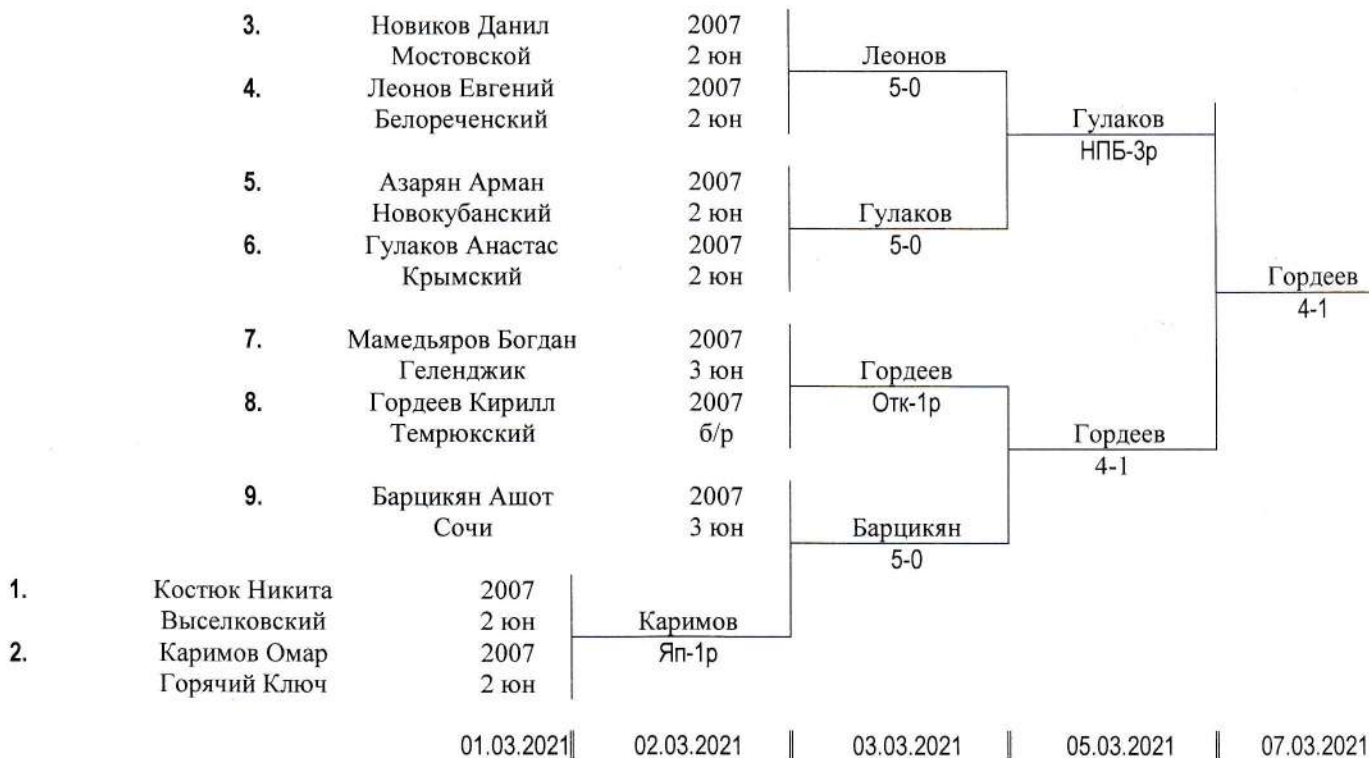 3. Новиков Данил 2007
Мостовской 2 юн Леонов
4. Леонов Евгений 2007 5-0
Белореченский 2 юн Гулаков
НПБ-3р
5. Азарян Арман 2007
Новокубанский 2 юн Гулаков
6. Гулаков Анастас 2007 5-0
Крымский 2 юн Гордеев
4-1
7. Мамедьяров Богдан 2007
Геленджик 3 юн Гордеев
8. Гордеев Кирилл 2007 Отк-1р
Темрюкский б/р Гордеев
4-1
9. Барцикян Ашот 2007
Сочи 3 юн Барцикян
5-0
1. Костюк Никита 2007
Выселковский 2 юн Каримов
2. Каримов Омар 2007 Яп-1р
Горячий Ключ 2 юн
01.03.2021 02.03.2021 03.03.2021 05.03.2021 07.03.2021